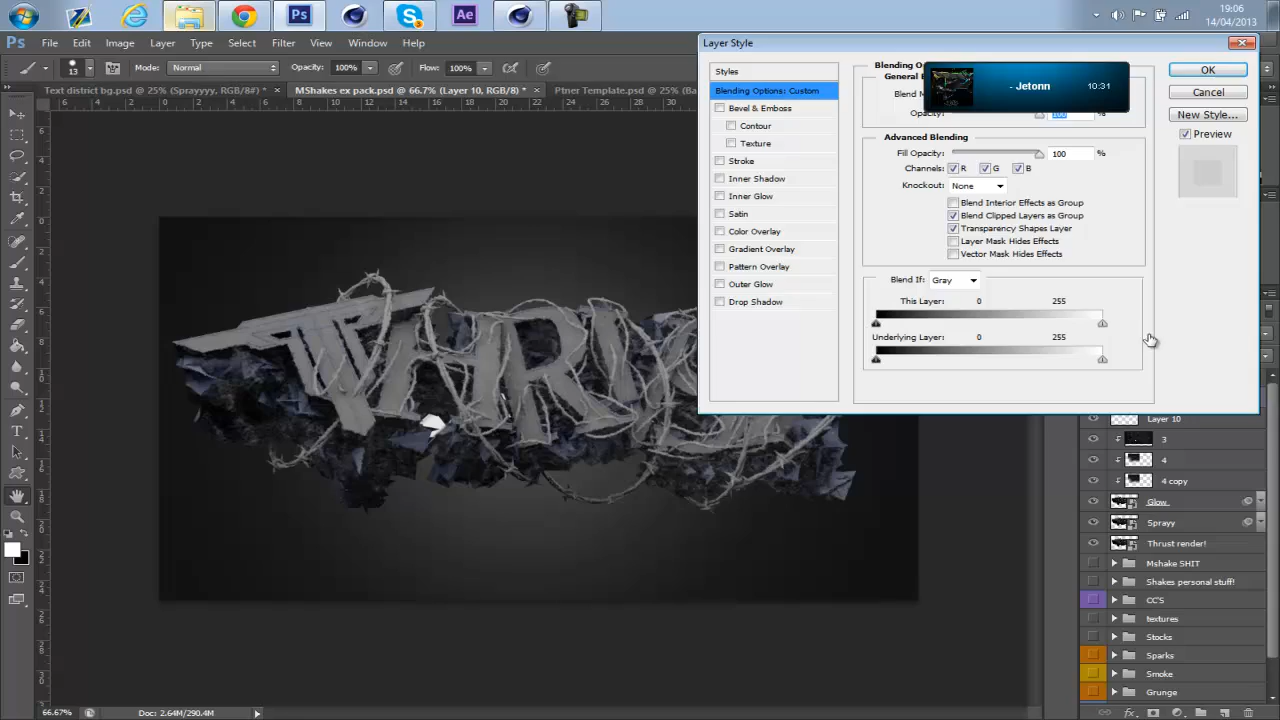 19:06
14/04/2013
Ps File Edit Image Layer Type Select Filter View Window Help
13 Mode: Normal Opacity: 100% Flow: 100%
Text district bg.psd @ 25% (Sprayyyy, RGB/8#) * × MShakes ex pack.psd @ 66.7% (Layer 10, RGB/8) * × Ptner Template.psd @ 25% (Ba
Layer Style
Styles
Blending Options: Custom
Bevel & Emboss
Contour
Texture
Stroke
Inner Shadow
Inner Glow
Satin
Color Overlay
Gradient Overlay
Pattern Overlay
Outer Glow
Drop Shadow
Blending O
General B
Blend M
Opacity: 100 %
- Jetonn 10:31
Advanced Blending
Fill Opacity: 100 %
Channels: R G B
Knockout: None
Blend Interior Effects as Group
Blend Clipped Layers as Group
Transparency Shapes Layer
Layer Mask Hides Effects
Vector Mask Hides Effects
Blend If: Gray
This Layer: 0 255
Underlying Layer: 0 255
OK
Cancel
New Style...
Preview
Layer 10
3
4
4 copy
Glow
Sprayy
Thrust render!
Mshake SHIT
Shakes personal stuff!
CC'S
textures
Stocks
Sparks
Smoke
Grunge
66.67% Doc: 2.64M/290.4M